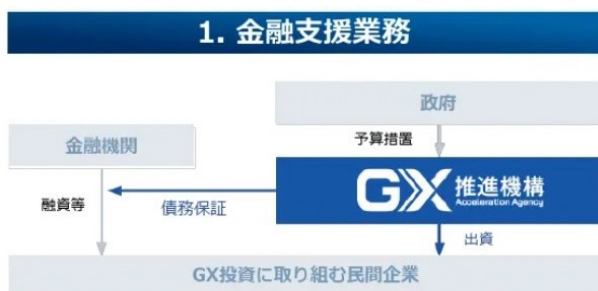 1. 金融支援業務
政府
金融機関
予算措置
GX 推進機構
Acceleration Agency
融資等
債務保証
出資
GX投資に取り組む民間企業